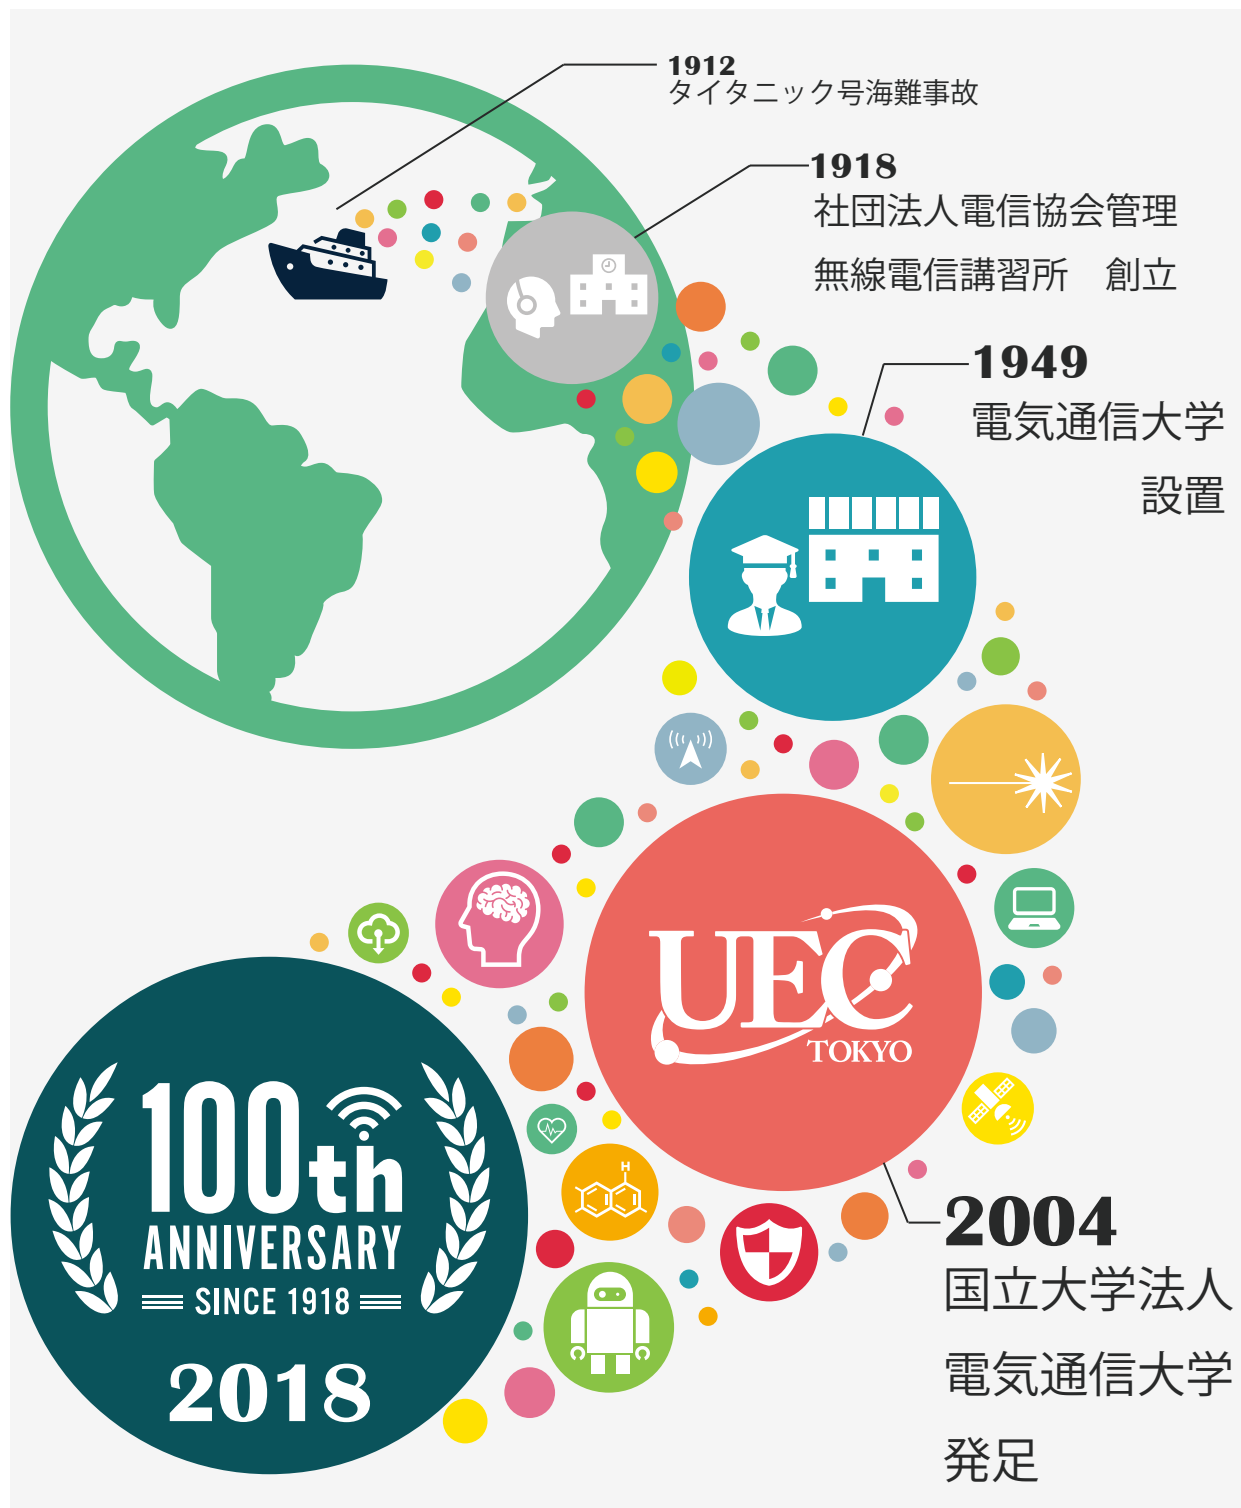 1912
タイタニック号海難事故
1918
社団法人電信協会管理
無線電信講習所　創立
1949
電気通信大学
設置
UEC
TOKYO
H
100th
ANNIVERSARY
SINCE 1918
2018
2004
国立大学法人
電気通信大学
発足